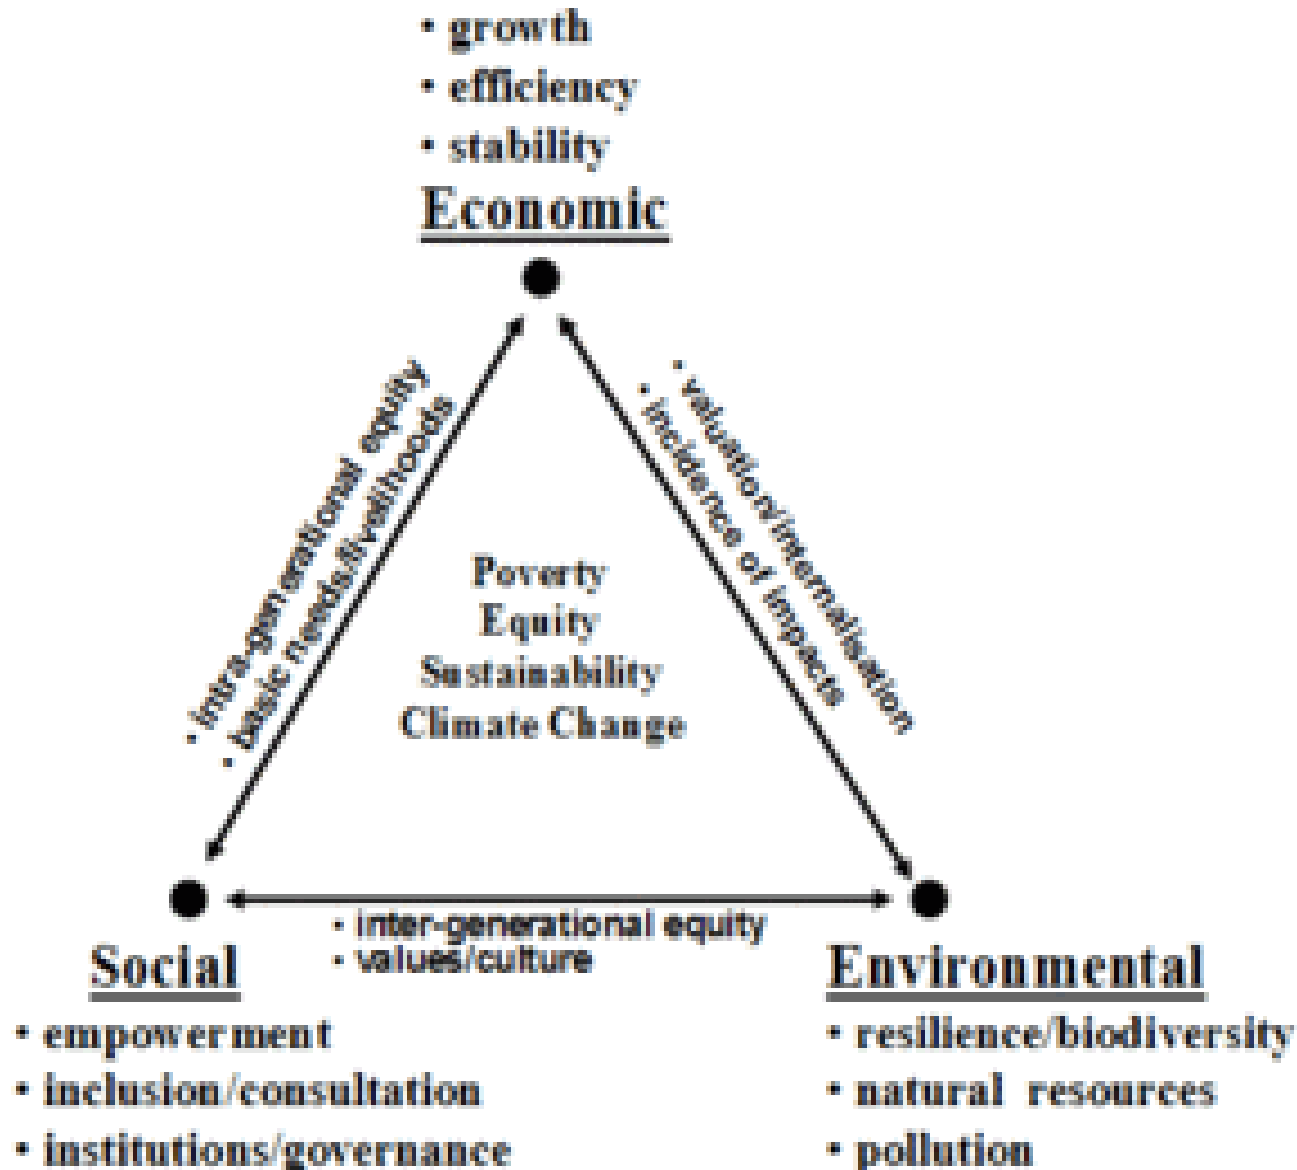 • growth
• efficiency
• stability
Economic
• intra-generational equity
• basic needs/livelihoods
• valuation/internalisation
• incidence of impacts
Poverty
Equity
Sustainability
Climate Change
• inter-generational equity
• values/culture
Social
• empowerment
• inclusion/consultation
• institutions/governance
Environmental
• resilience/biodiversity
• natural resources
• pollution